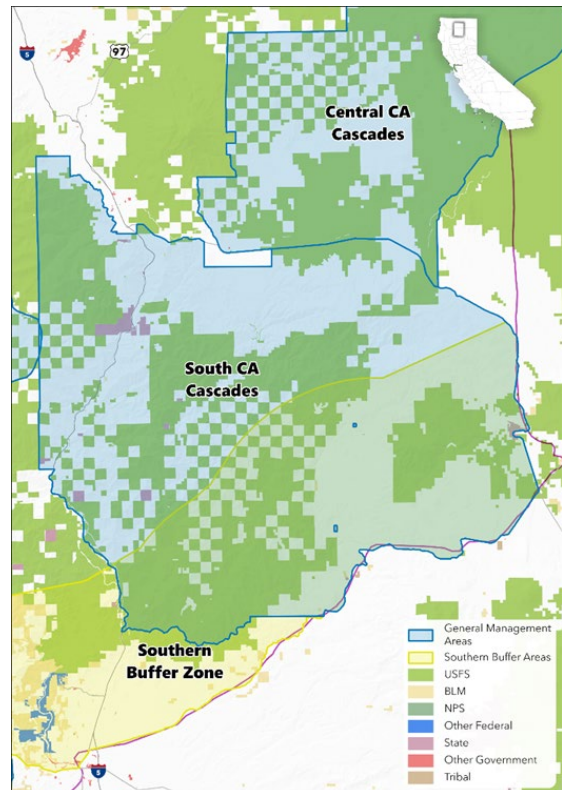 5
97
Central CA
Cascades
South CA
Cascades
Southern
Buffer Zone
5
General Management
Areas
Southern Buffer Areas
USFS
BLM
NPS
Other Federal
State
Other Government
Tribal